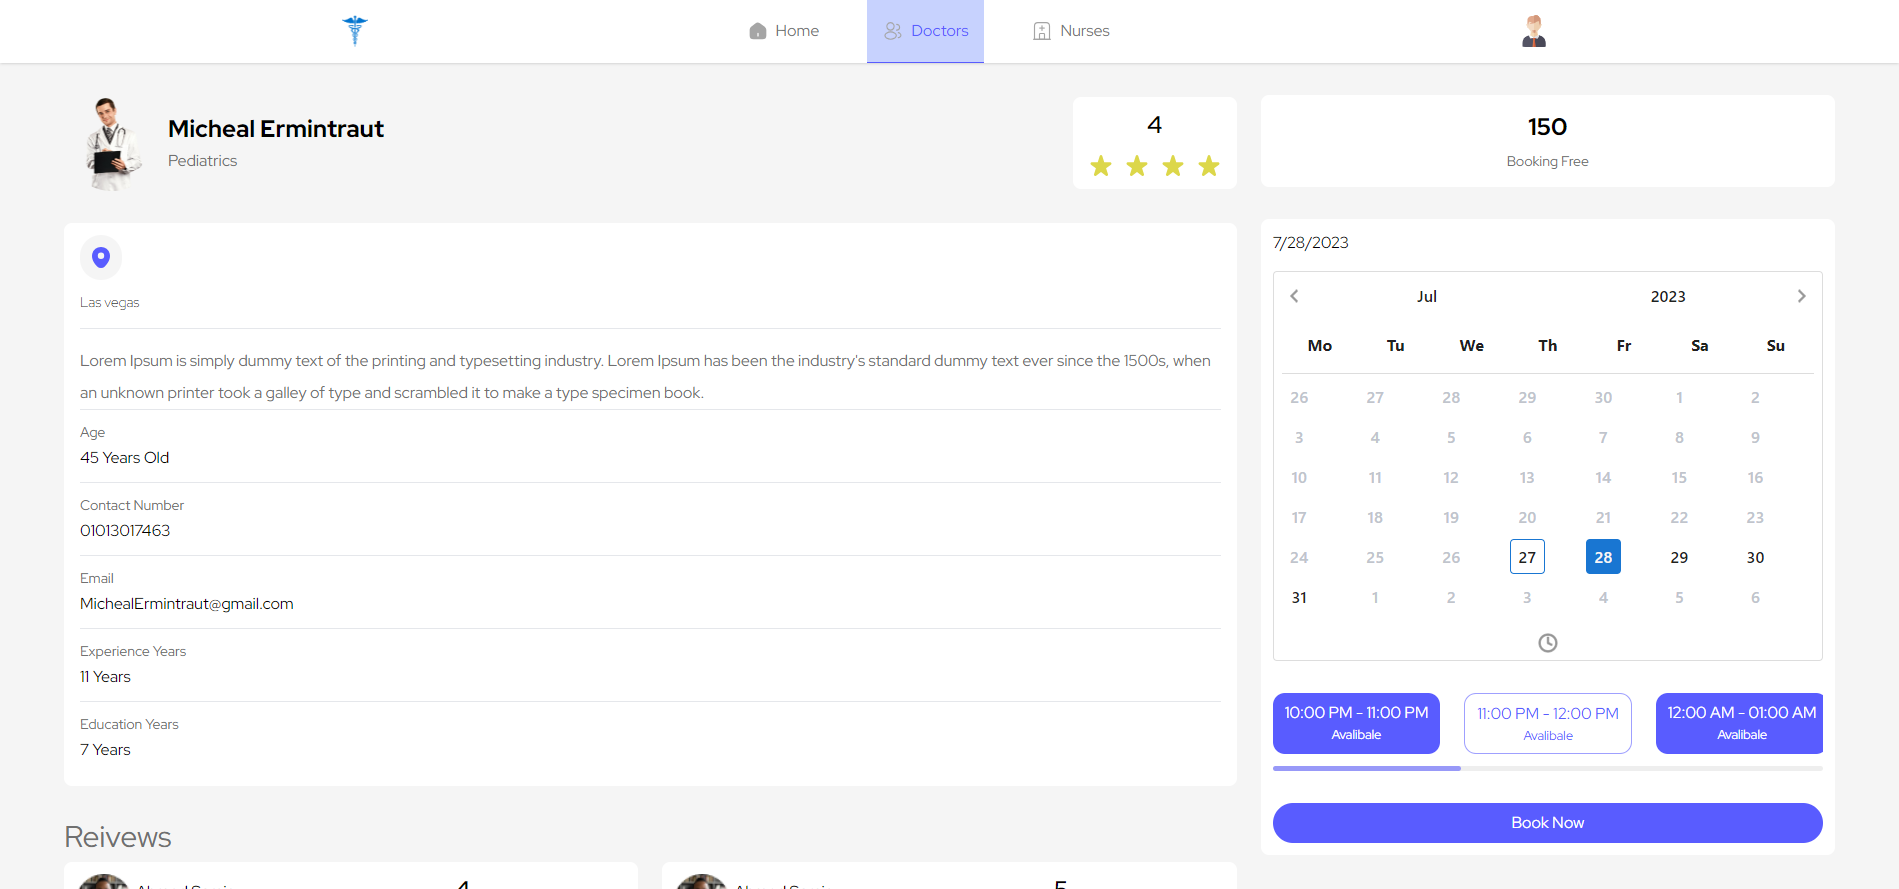 Home
Doctors
Nurses
Micheal Ermintraut
Pediatrics
4
150
Booking Free
Las vegas
Lorem Ipsum is simply dummy text of the printing and typesetting industry. Lorem Ipsum has been the industry's standard dummy text ever since the 1500s, when
an unknown printer took a galley of type and scrambled it to make a type specimen book.
Age
45 Years Old
Contact Number
01013017463
Email
MichealErmintraut@gmail.com
Experience Years
11 Years
Education Years
7 Years
7/28/2023
Jul 2023
Mo Tu We Th Fr Sa Su
26 27 28 29 30 1 2
3 4 5 6 7 8 9
10 11 12 13 14 15 16
17 18 19 20 21 22 23
24 25 26 27 28 29 30
31 1 2 3 4 5 6
10:00 PM - 11:00 PM
Avalibale
11:00 PM - 12:00 PM
Avalibale
12:00 AM - 01:00 AM
Avalibale
Book Now
Reivews
4
5